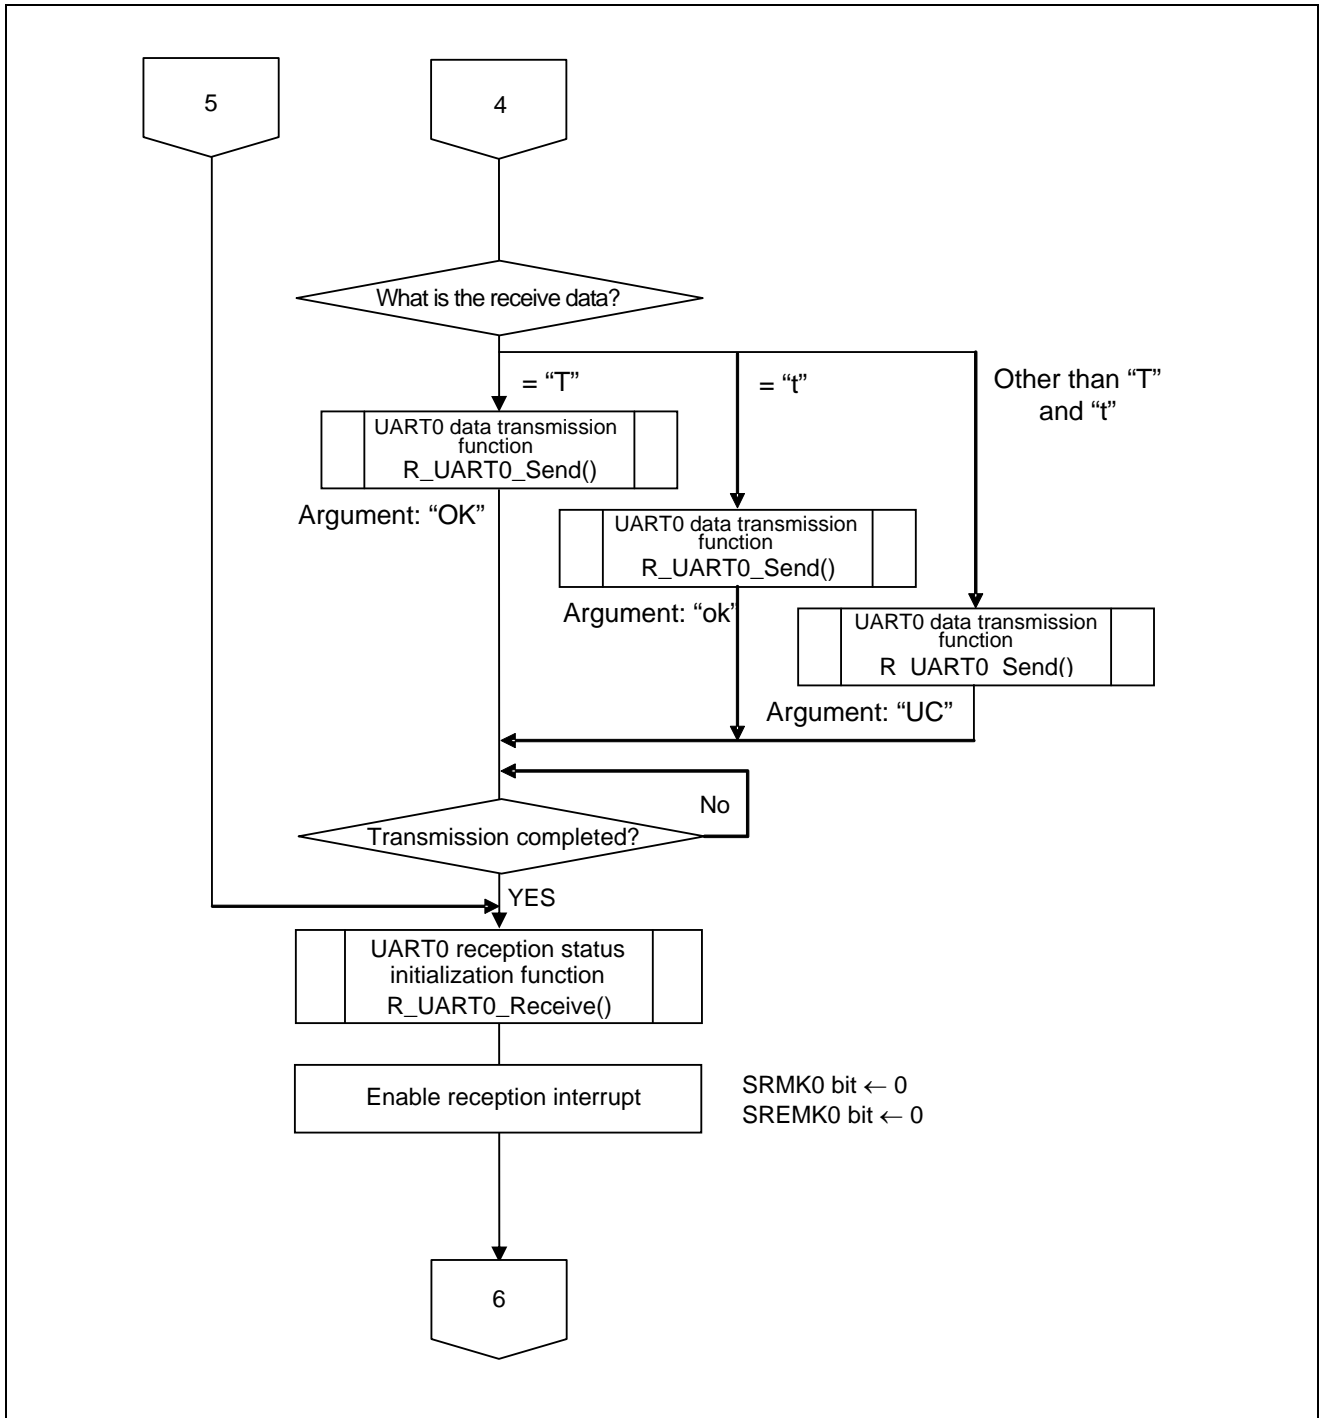 5
4
What is the receive data?
= “T”
= “t”
Other than “T”
and “t”
UART0 data transmission
function
R_UART0_Send()
Argument: “OK”
UART0 data transmission
function
R_UART0_Send()
Argument: “ok”
UART0 data transmission
function
R_UART0_Send()
Argument: “UC”
No
Transmission completed?
YES
UART0 reception status
initialization function
R_UART0_Receive()
Enable reception interrupt
SRMK0 bit ← 0
SREMK0 bit ← 0
6